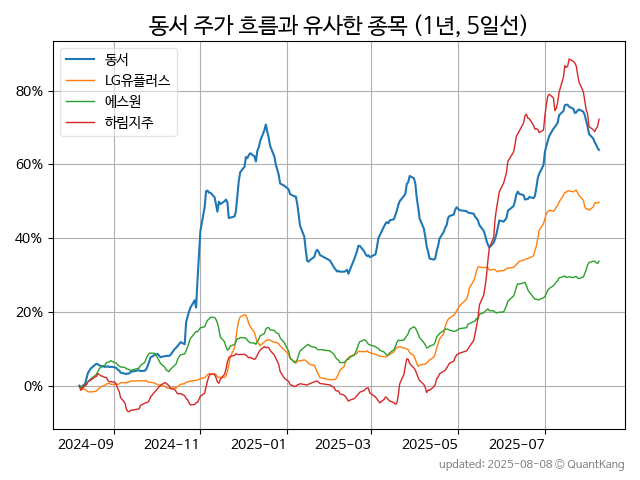 동서 주가 흐름과 유사한 종목 (1년, 5일선)
동서
LG유플러스
에스원
하림지주
80%
60%
40%
20%
0%
2024-09 2024-11 2025-01 2025-03 2025-05 2025-07
updated: 2025-08-08 © QuantKang